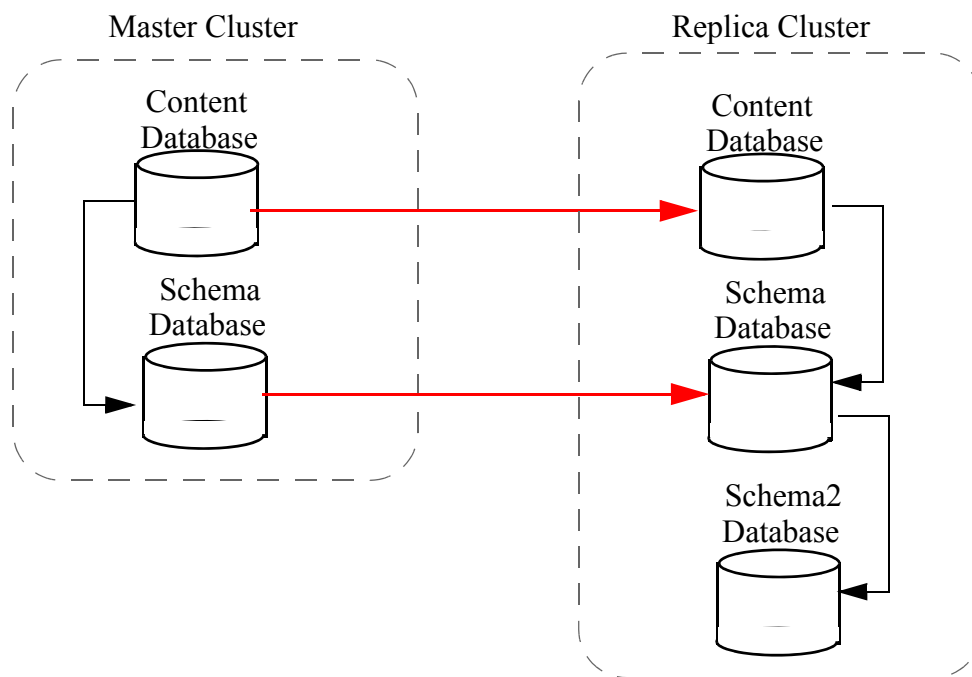 Master Cluster
Replica Cluster
Content
Database
Content
Database
Schema
Database
Schema
Database
Schema2
Database